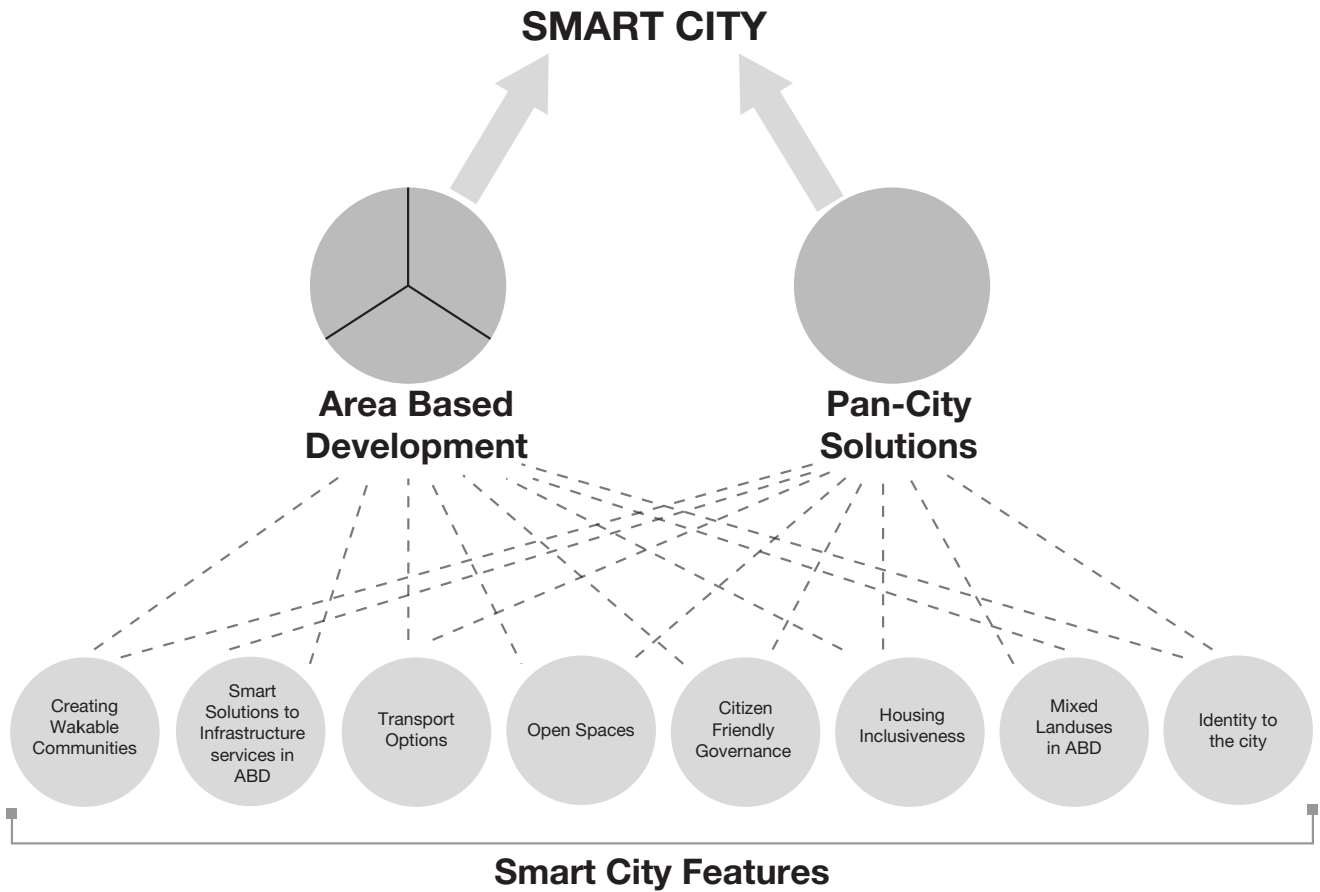 SMART CITY
Area Based
Development
Pan-City
Solutions
Creating
Wakable
Communities
Smart
Solutions to
Infrastructure
services in
ABD
Transport
Options
Open Spaces
Citizen
Friendly
Governance
Housing
Inclusiveness
Mixed
Landuses
in ABD
Identity to
the city
Smart City Features